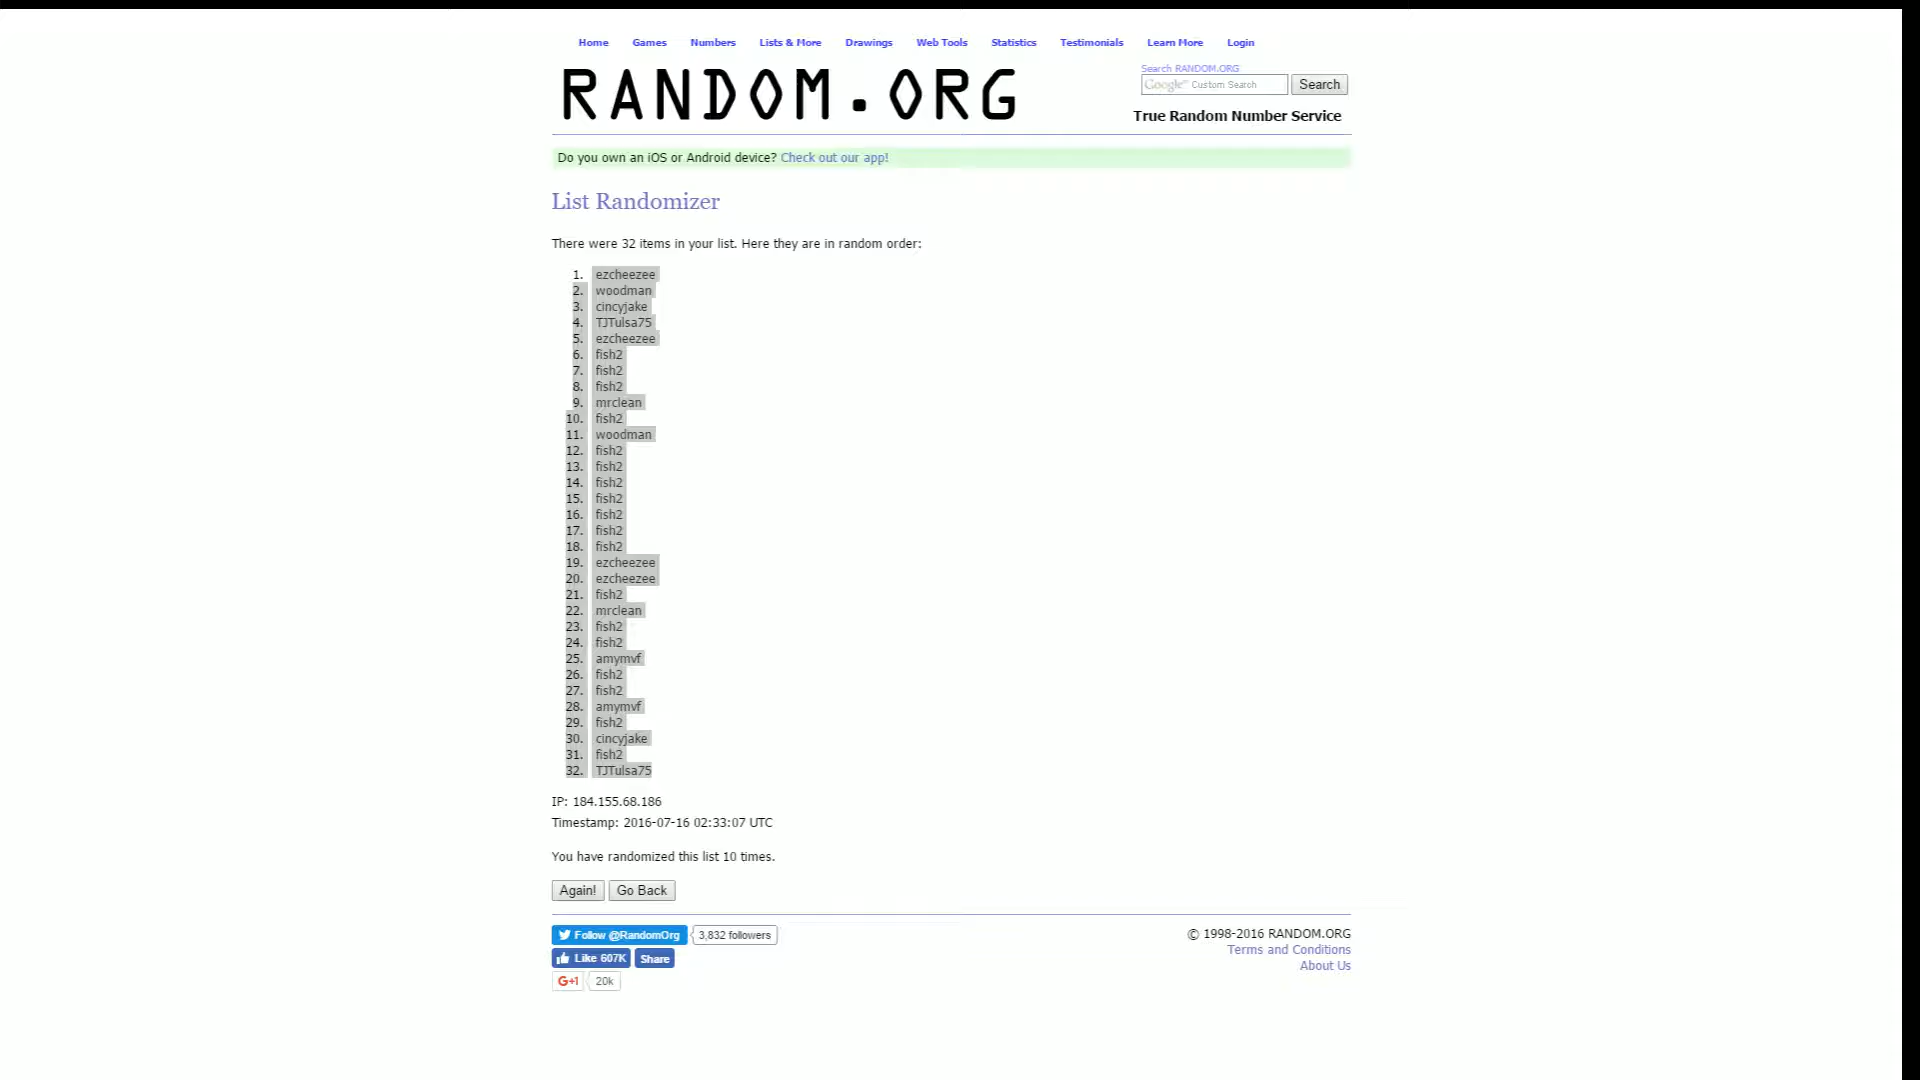 Home Games Numbers Lists & More Drawings Web Tools Statistics Testimonials Learn More Login
RANDOM.ORG
Search RANDOM.ORG
Google™ Custom Search Search
True Random Number Service
Do you own an iOS or Android device? Check out our app!
List Randomizer
There were 32 items in your list. Here they are in random order:
1. ezcheezee
2. woodman
3. cincyjake
4. TJTulsa75
5. ezcheezee
6. fish2
7. fish2
8. fish2
9. mrclean
10. fish2
11. woodman
12. fish2
13. fish2
14. fish2
15. fish2
16. fish2
17. fish2
18. fish2
19. ezcheezee
20. ezcheezee
21. fish2
22. mrclean
23. fish2
24. fish2
25. amymvf
26. fish2
27. fish2
28. amymvf
29. fish2
30. cincyjake
31. fish2
32. TJTulsa75
IP: 184.155.68.186
Timestamp: 2016-07-16 02:33:07 UTC
You have randomized this list 10 times.
Again! Go Back
Follow @RandomOrg 3,832 followers
Like 607K Share
G+1 20k
© 1998-2016 RANDOM.ORG
Terms and Conditions
About Us